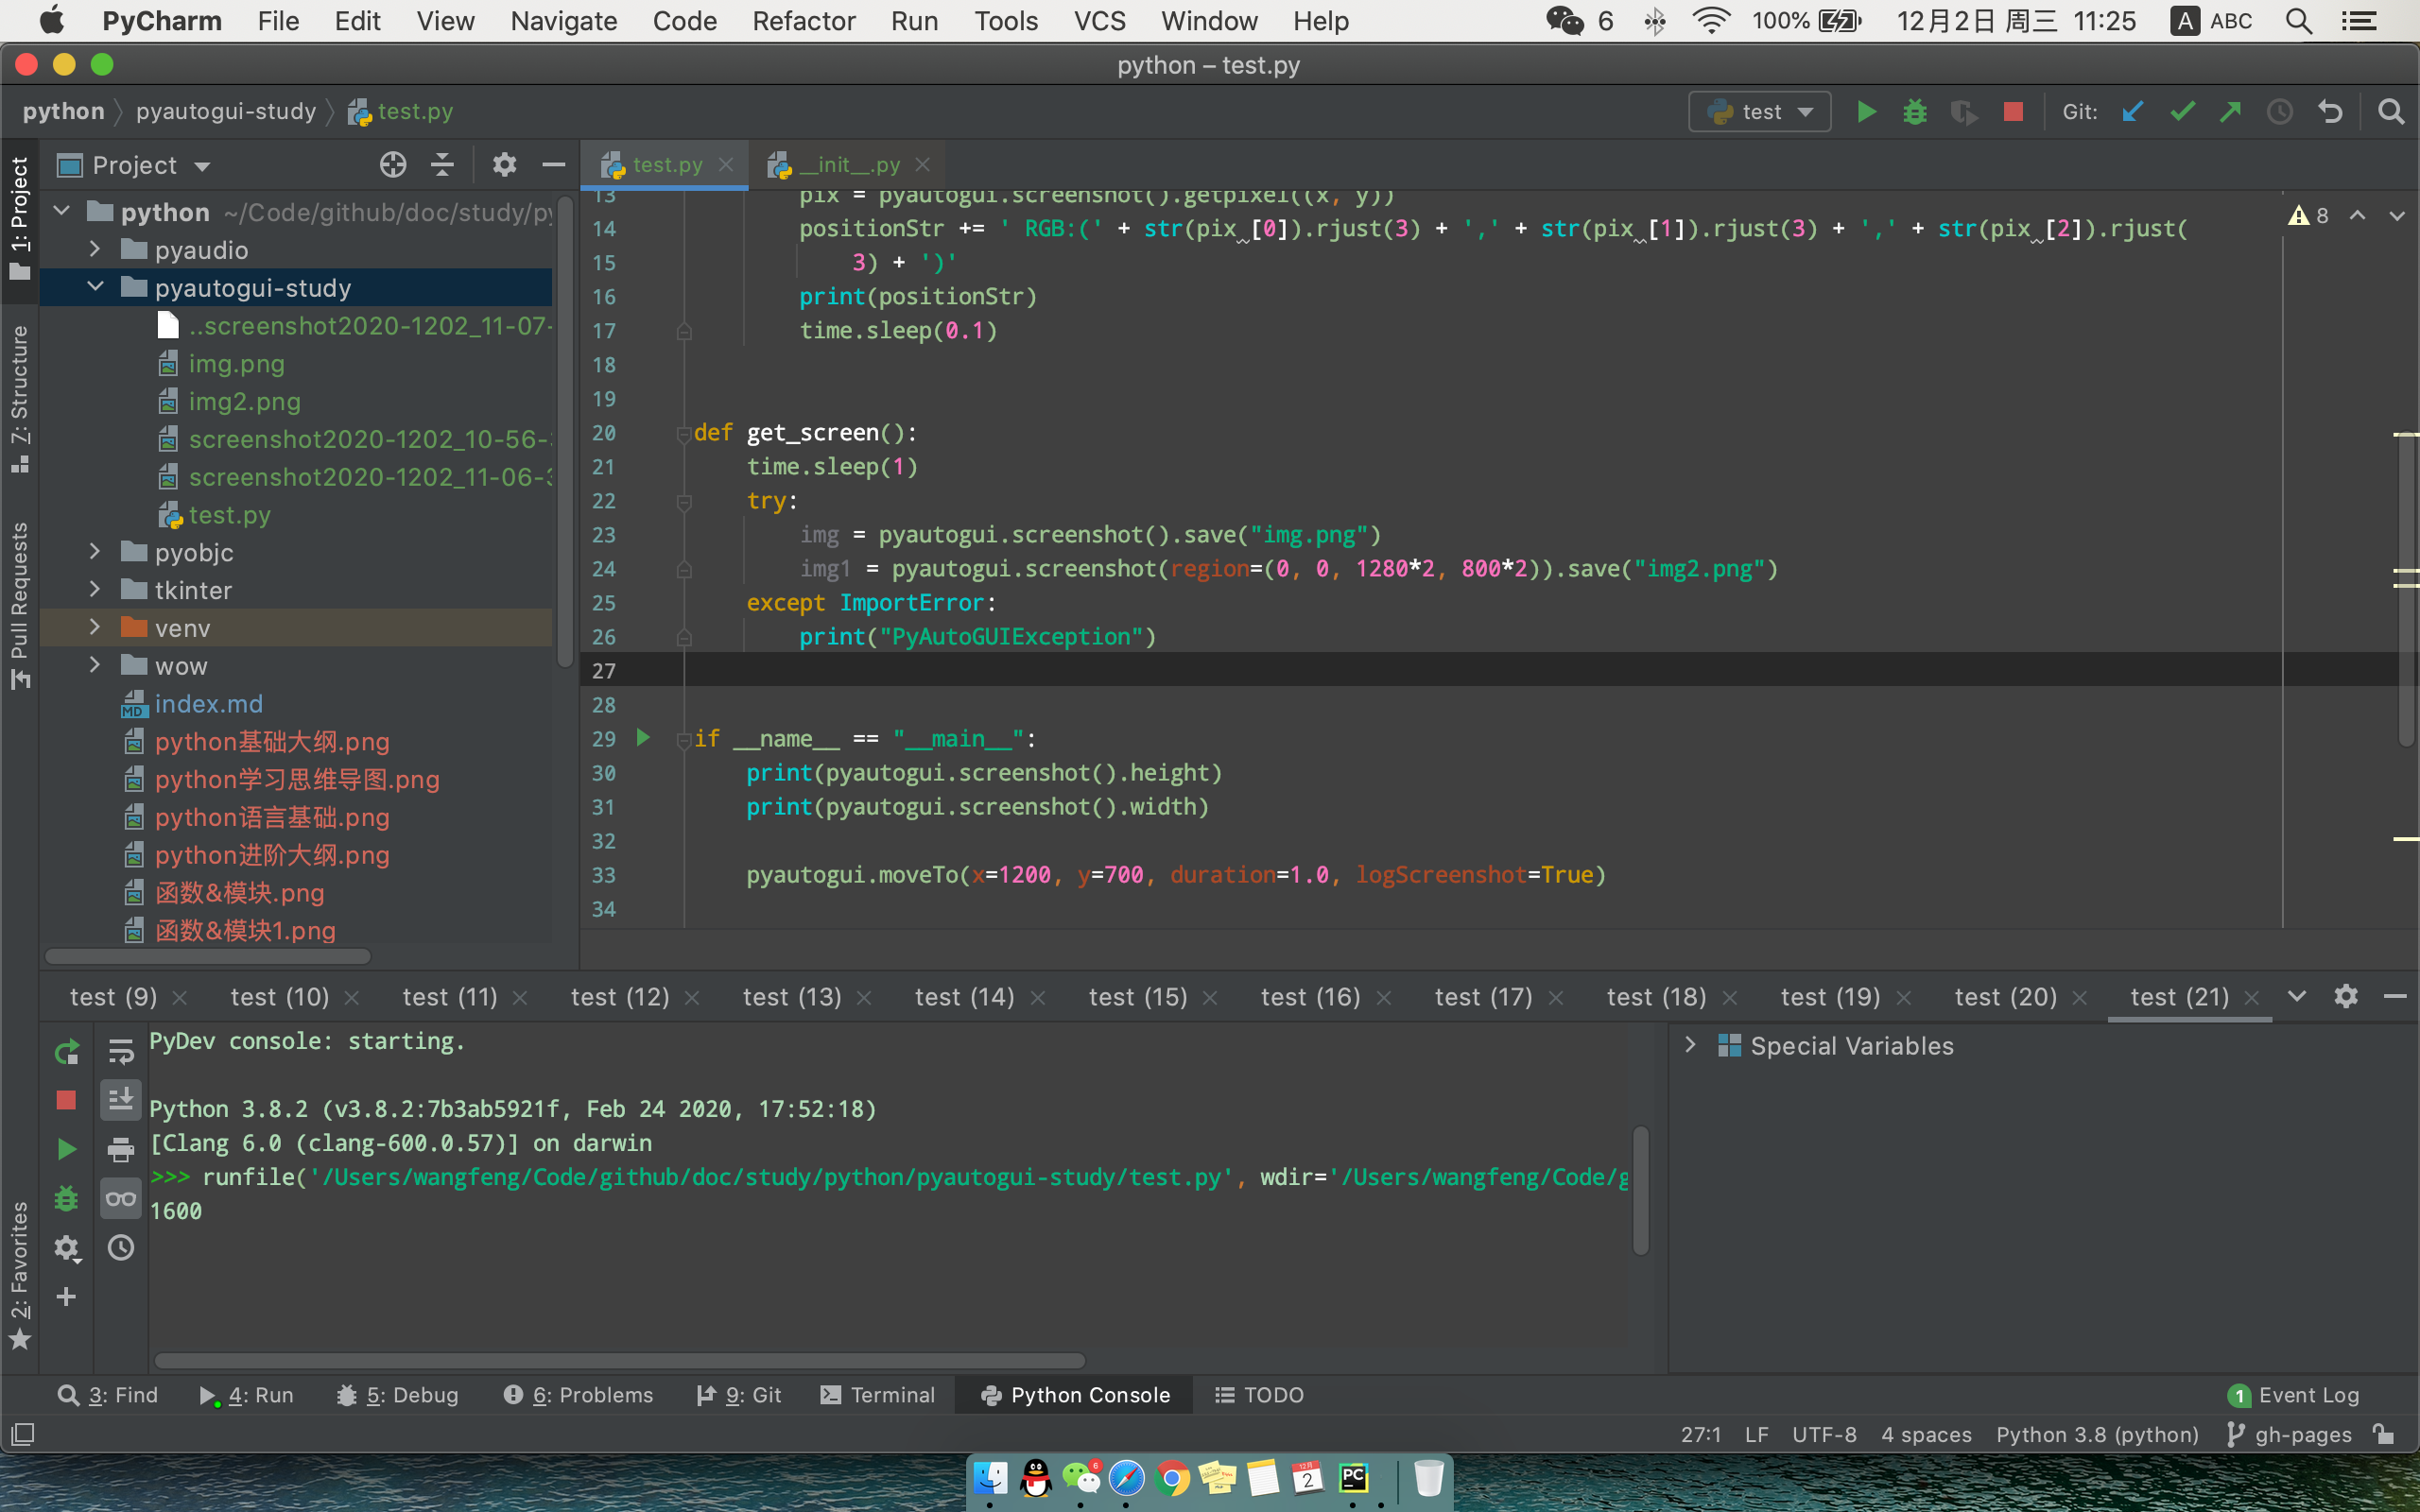 PyCharm File Edit View Navigate Code Refactor Run Tools VCS Window Help 6 100% 12月2日 周三 11:25 A ABC
python – test.py
python pyautogui-study test.py test Git:
1: Project
7: Structure
Pull Requests
2: Favorites
Project
python ~/Code/github/doc/study/py
pyaudio
pyautogui-study
..screenshot2020-1202_11-07-
img.png
img2.png
screenshot2020-1202_10-56-
screenshot2020-1202_11-06-3
test.py
pyobjc
tkinter
venv
wow
index.md
python基础大纲.png
python学习思维导图.png
python语言基础.png
python进阶大纲.png
函数&模块.png
函数&模块1.png
test.py __init__.py
8
13 pix = pyautogui.screenshot().getpixel((x, y))
14 positionStr += ' RGB:(' + str(pix [0]).rjust(3) + ',' + str(pix [1]).rjust(3) + ',' + str(pix [2]).rjust(
15 3) + ')'
16 print(positionStr)
17 time.sleep(0.1)
18
19
20 def get_screen():
21 time.sleep(1)
22 try:
23 img = pyautogui.screenshot().save("img.png")
24 img1 = pyautogui.screenshot(region=(0, 0, 1280*2, 800*2)).save("img2.png")
25 except ImportError:
26 print("PyAutoGUIException")
27
28
29 if __name__ == "__main__":
30 print(pyautogui.screenshot().height)
31 print(pyautogui.screenshot().width)
32
33 pyautogui.moveTo(x=1200, y=700, duration=1.0, logScreenshot=True)
34
test (9) test (10) test (11) test (12) test (13) test (14) test (15) test (16) test (17) test (18) test (19) test (20) test (21)
PyDev console: starting.
Python 3.8.2 (v3.8.2:7b3ab5921f, Feb 24 2020, 17:52:18)
[Clang 6.0 (clang-600.0.57)] on darwin
>>> runfile('/Users/wangfeng/Code/github/doc/study/python/pyautogui-study/test.py', wdir='/Users/wangfeng/Code/g
1600
Special Variables
3: Find 4: Run 5: Debug 6: Problems 9: Git Terminal Python Console TODO 1 Event Log
27:1 LF UTF-8 4 spaces Python 3.8 (python) gh-pages
6 12月 2 PC